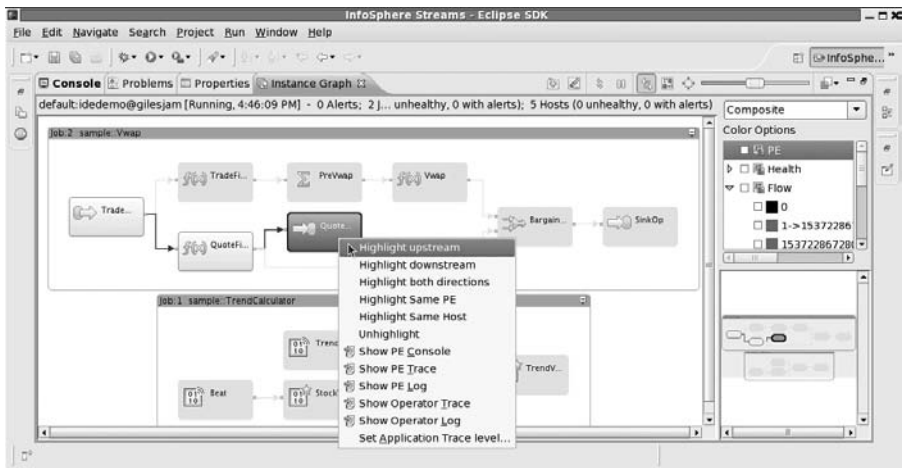 InfoSphere Streams - Eclipse SDK
File Edit Navigate Search Project Run Window Help
InfoSphe...
Console Problems Properties Instance Graph
default:idedemo@gilesjam [Running, 4:46:09 PM] - 0 Alerts; 2 J... unhealthy, 0 with alerts); 5 Hosts (0 unhealthy, 0 with alerts)
Composite
Color Options
PE
Health
Flow
0
1->153722867
153722867280
Job:2 sample::Vwap
TradeFi...
PreVwap
Vwap
Trade...
Quote...
Bargain...
SinkOp
QuoteFi...
Highlight upstream
Highlight downstream
Highlight both directions
Highlight Same PE
Highlight Same Host
Unhighlight
Show PE Console
Show PE Trace
Show PE Log
Show Operator Trace
Show Operator Log
Set Application Trace level...
Job:1 sample::TrendCalculator
Trend
TrendV...
Beat
Stock